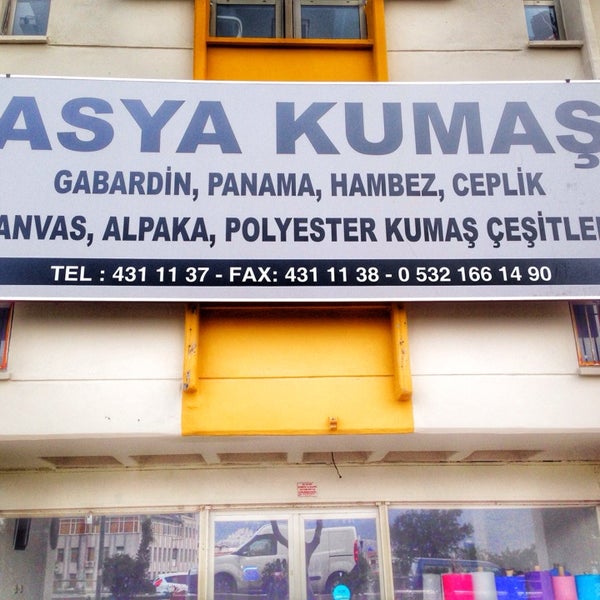 ASYA KUMAŞ
GABARDİN, PANAMA, HAMBEZ, CEPLİK
ANVAS, ALPAKA, POLYESTER KUMAŞ ÇEŞİTLE
TEL : 431 11 37 - FAX: 431 11 38 - 0 532 166 14 90